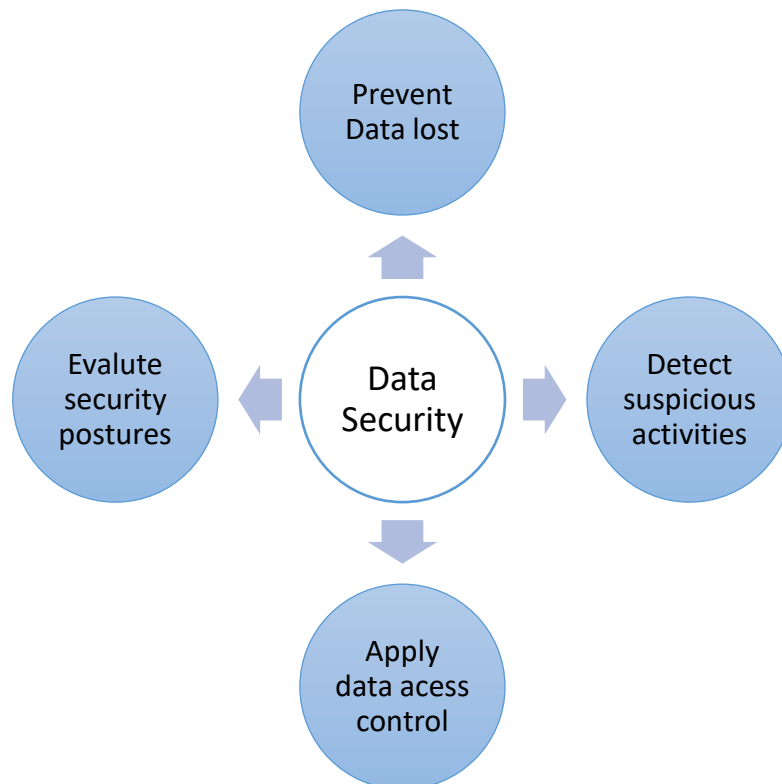 Prevent
Data lost
Evalute
security
postures
Data
Security
Detect
suspicious
activities
Apply
data acess
control